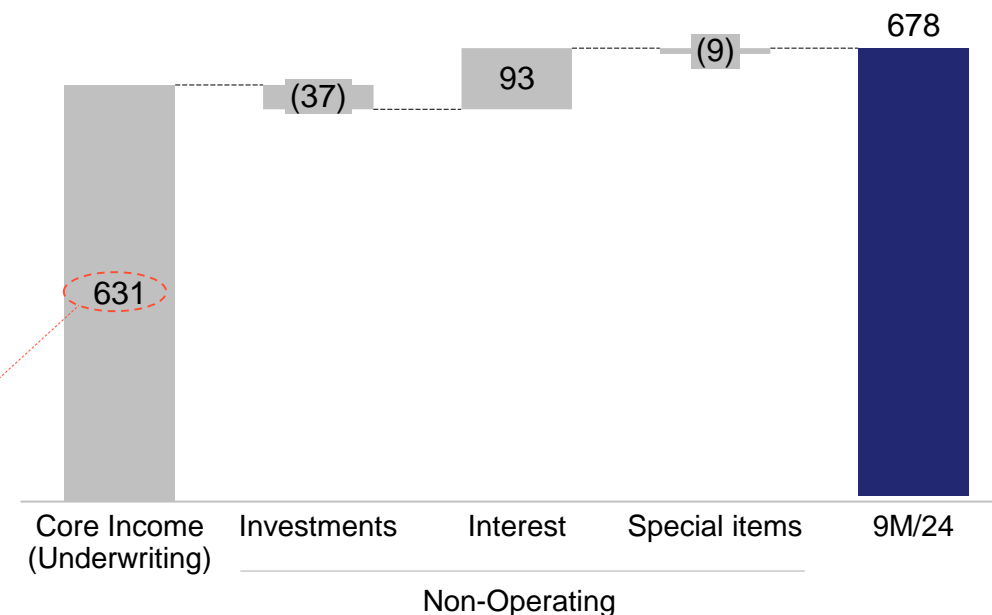 678
(37)
93
(9)
631
Core Income
(Underwriting)
Investments
Interest
Special items
9M/24
Non-Operating